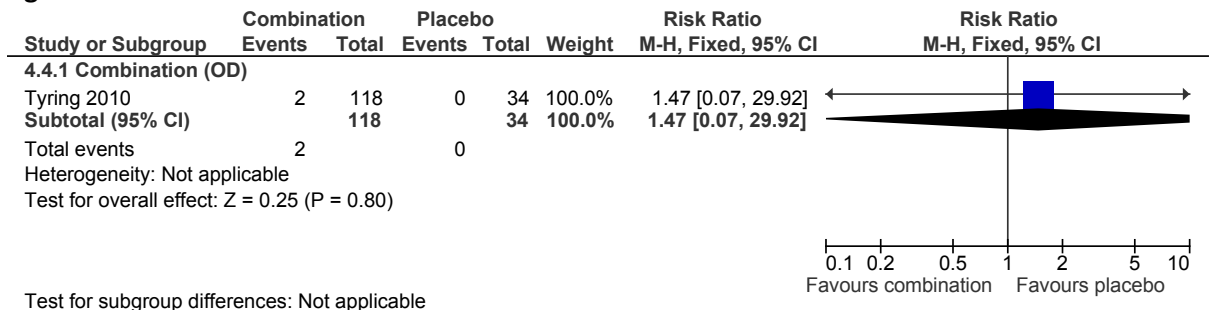 Combination Placebo Risk Ratio Risk Ratio
Study or Subgroup Events Total Events Total Weight M-H, Fixed, 95% CI M-H, Fixed, 95% CI
4.4.1 Combination (OD)
Tyring 2010 2 118 0 34 100.0% 1.47 [0.07, 29.92]
Subtotal (95% CI) 118 34 100.0% 1.47 [0.07, 29.92]
Total events 2 0
Heterogeneity: Not applicable
Test for overall effect: Z = 0.25 (P = 0.80)
0.1 0.2 0.5 1 2 5 10
Favours combination Favours placebo
Test for subgroup differences: Not applicable